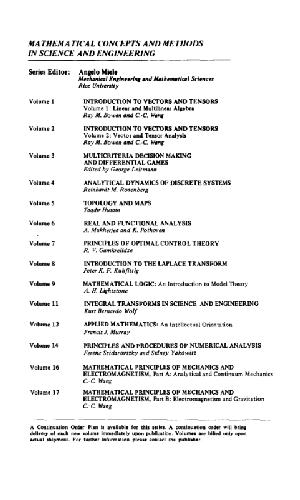 MATHEMATICAL CONCEPTS AND METHODS
IN SCIENCE AND ENGINEERING
Series Editor: Angelo Miele
Mechanical Engineering and Mathematical Sciences
Rice University
Volume 1 INTRODUCTION TO VECTORS AND TENSORS
Volume 1: Linear and Multilinear Algebra
Ray M. Bowen and C.-C. Wang
Volume 2 INTRODUCTION TO VECTORS AND TENSORS
Volume 2: Vector and Tensor Analysis
Ray M. Bowen and C.-C. Wang
Volume 3 MULTICRITERIA DECISION MAKING
AND DIFFERENTIAL GAMES
Edited by George Leitmann
Volume 4 ANALYTICAL DYNAMICS OF DISCRETE SYSTEMS
Reinhardt M. Rosenberg
Volume 5 TOPOLOGY AND MAPS
Taqdir Husain
Volume 6 REAL AND FUNCTIONAL ANALYSIS
A. Mukherjea and K. Pothoven
Volume 7 PRINCIPLES OF OPTIMAL CONTROL THEORY
R. V. Gamkrelidze
Volume 8 INTRODUCTION TO THE LAPLACE TRANSFORM
Peter K. F. Kuhfittig
Volume 9 MATHEMATICAL LOGIC: An Introduction to Model Theory
A. H. Lightstone
Volume 11 INTEGRAL TRANSFORMS IN SCIENCE AND ENGINEERING
Kurt Bernardo Wolf
Volume 12 APPLIED MATHEMATICS: An Intellectual Orientation
Francis J. Murray
Volume 14 PRINCIPLES AND PROCEDURES OF NUMERICAL ANALYSIS
Ferenc Szidarovszky and Sidney Yakowitz
Volume 16 MATHEMATICAL PRINCIPLES OF MECHANICS AND
ELECTROMAGNETISM, Part A: Analytical and Continuum Mechanics
C.-C. Wang
Volume 17 MATHEMATICAL PRINCIPLES OF MECHANICS AND
ELECTROMAGNETISM, Part B: Electromagnetism and Gravitation
C.-C. Wang
A Continuation Order Plan is available for this series. A continuation order will bring
delivery of each new volume immediately upon publication. Volumes are billed only upon
actual shipment. For further information please contact the publisher.